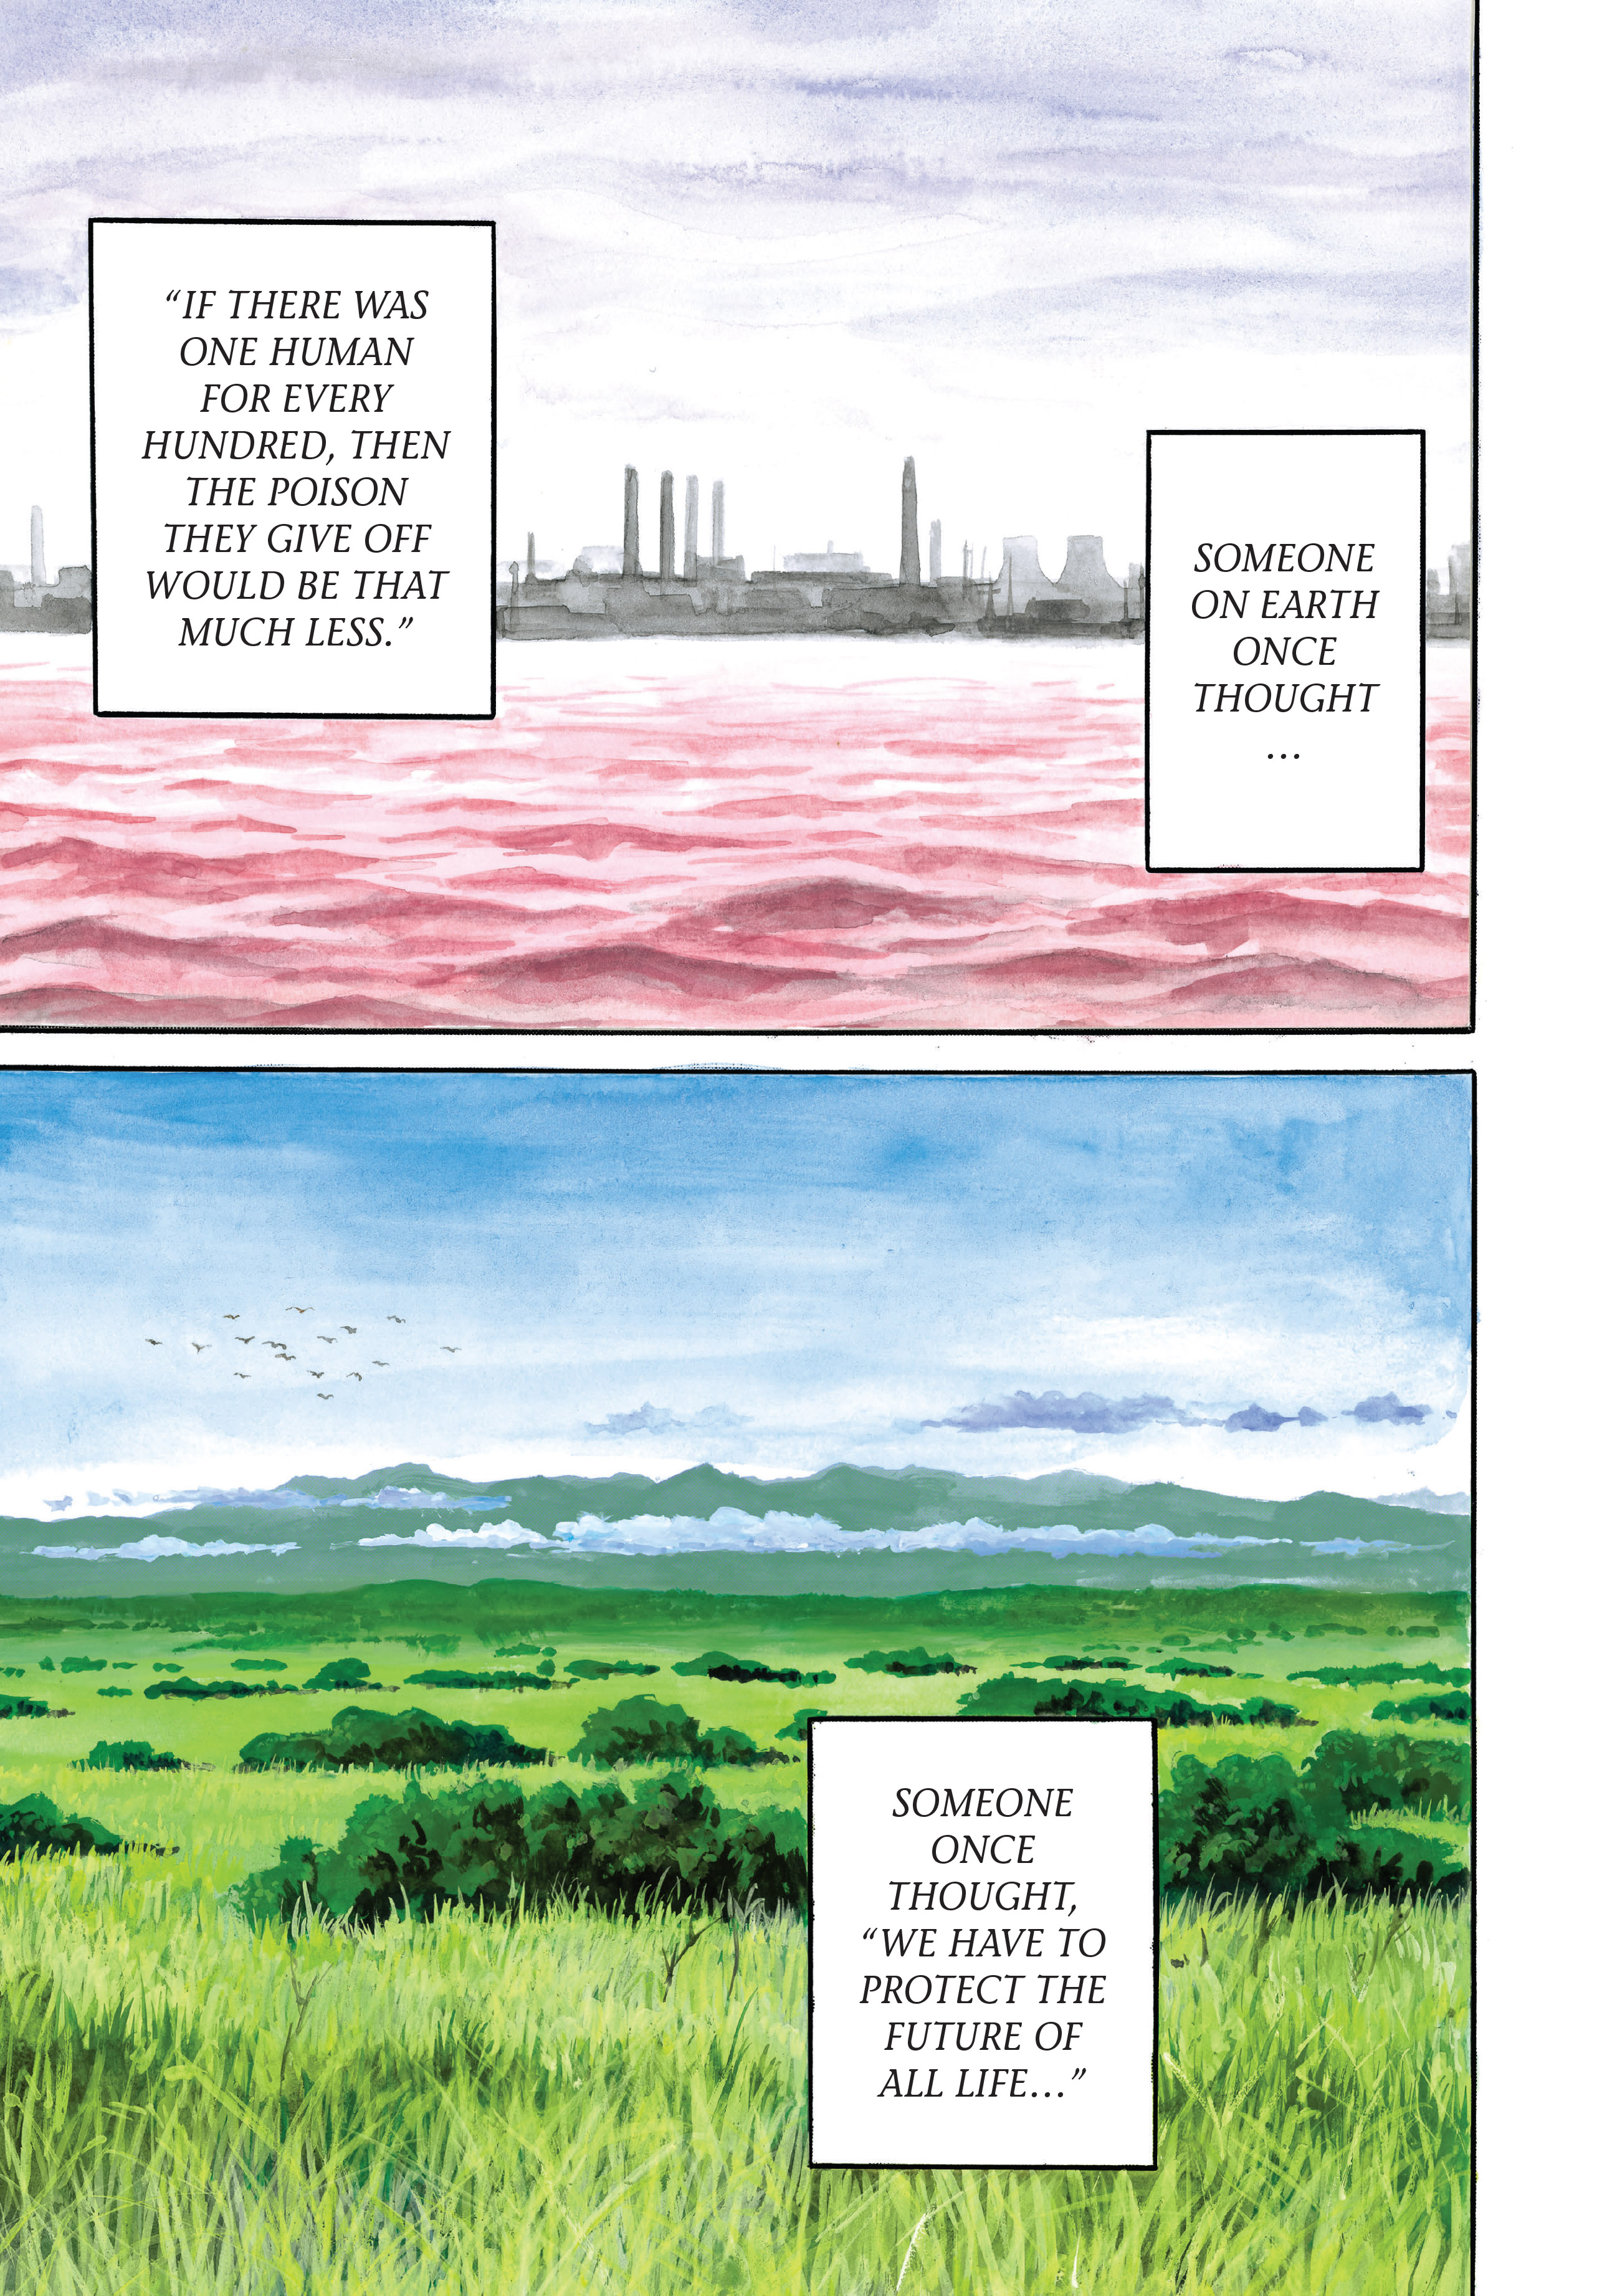 SOMEONE
ON EARTH
ONCE
THOUGHT
...
“IF THERE WAS
ONE HUMAN
FOR EVERY
HUNDRED, THEN
THE POISON
THEY GIVE OFF
WOULD BE THAT
MUCH LESS.”
SOMEONE
ONCE
THOUGHT,
“WE HAVE TO
PROTECT THE
FUTURE OF
ALL LIFE...”